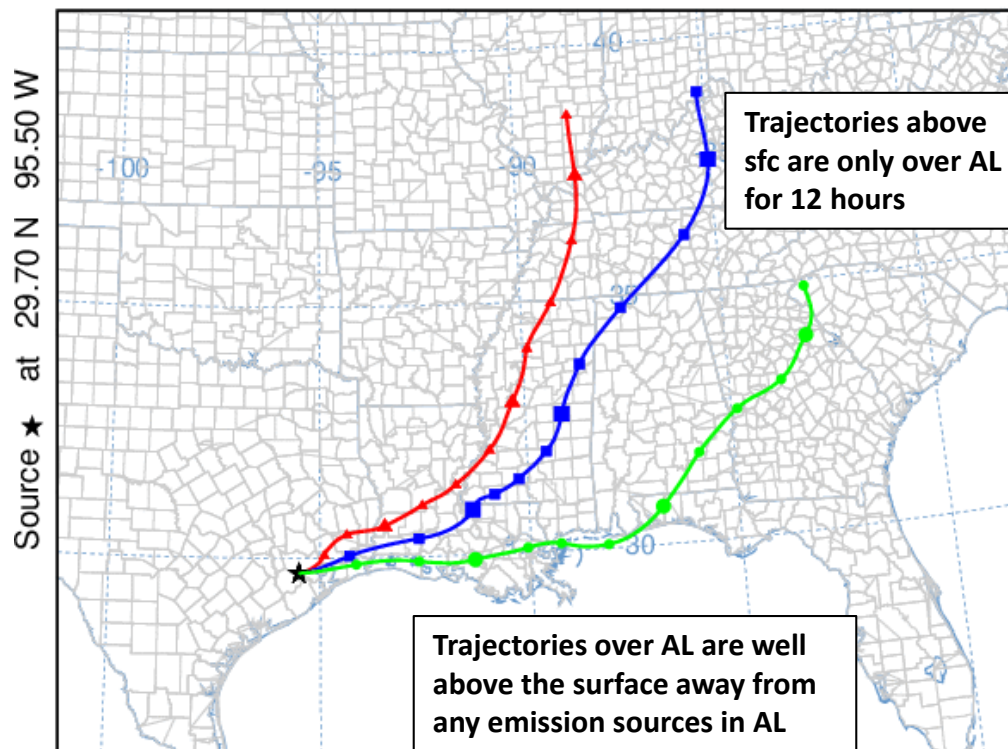 Source ★ at 29.70 N 95.50 W
40
-100
-95
-90
35
30
Trajectories above
sfc are only over AL
for 12 hours
Trajectories over AL are well
above the surface away from
any emission sources in AL